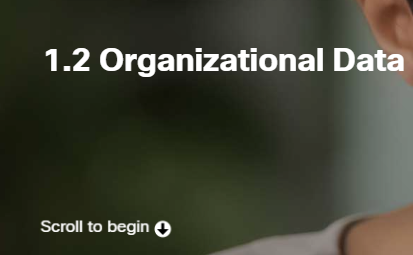 1.2 Organizational Data
Scroll to begin